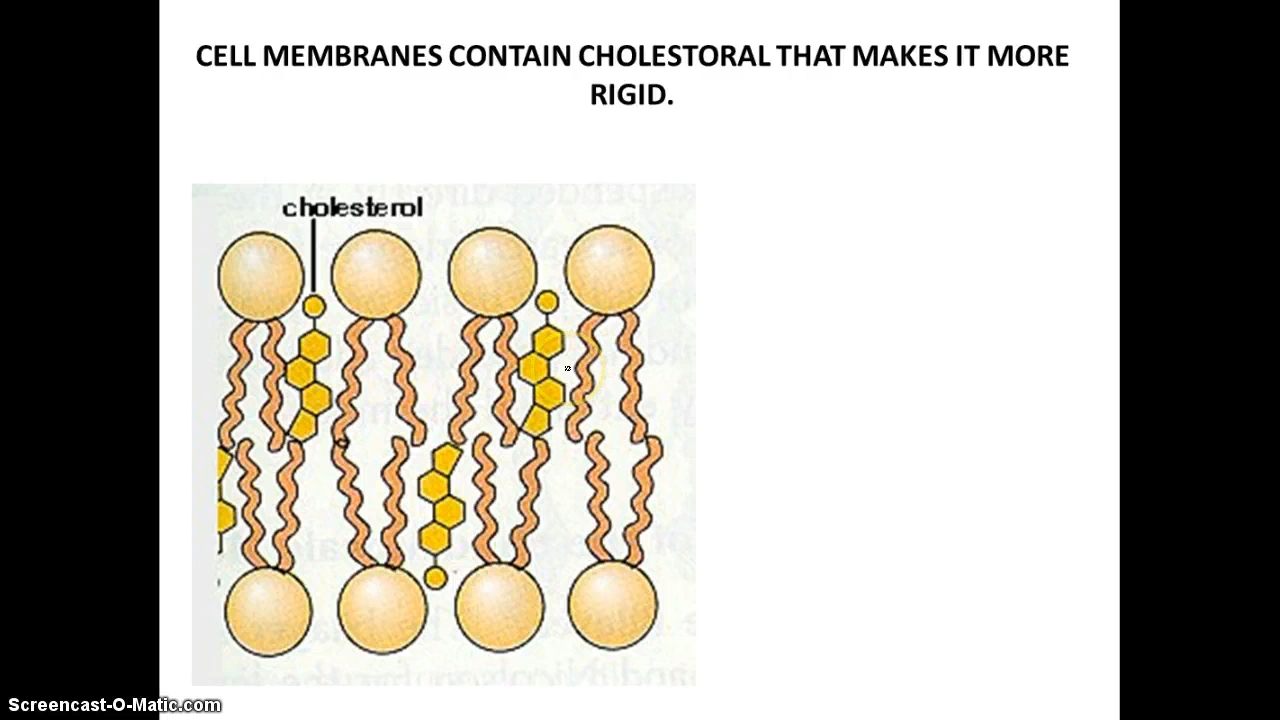 CELL MEMBRANES CONTAIN CHOLESTORAL THAT MAKES IT MORE
RIGID.
cholesterol
Screencast-O-Matic.com